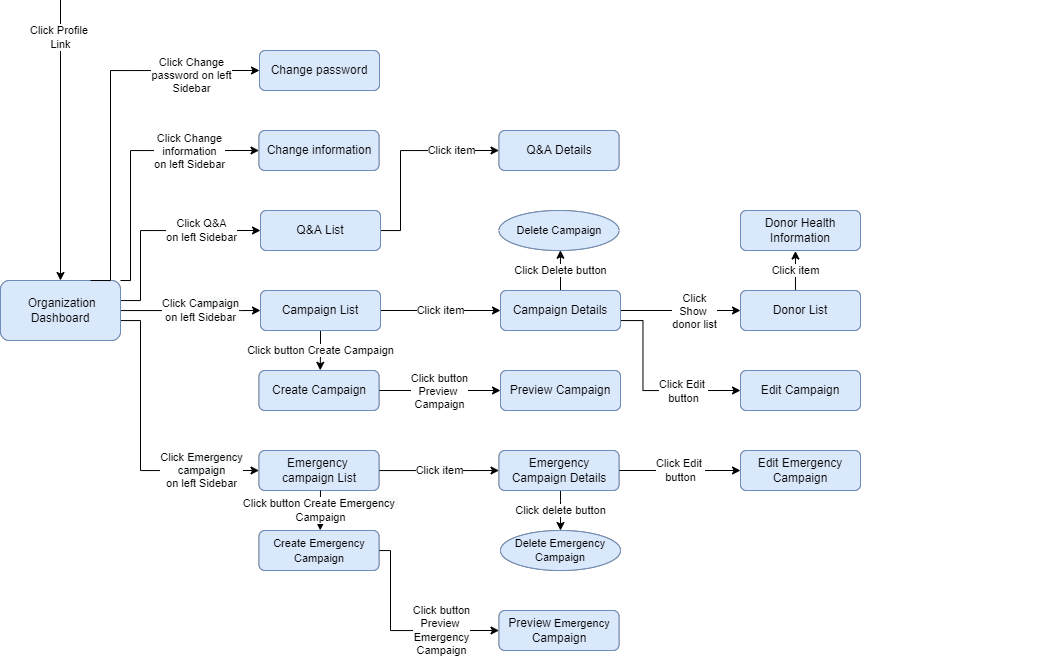 Click Profile
Link
Click Change
password on left
Sidebar
Change password
Click Change
information
on left Sidebar
Change information
Click item
Q&A Details
Click Q&A
on left Sidebar
Q&A List
Delete Campaign
Donor Health
Information
Click Delete button
Click item
Organization
Dashboard
Click Campaign
on left Sidebar
Campaign List
Click item
Campaign Details
Click
Show
donor list
Donor List
Click button Create Campaign
Create Campaign
Click button
Preview
Campaign
Preview Campaign
Click Edit
button
Edit Campaign
Click Emergency
campaign
on left Sidebar
Emergency
campaign List
Click item
Emergency
Campaign Details
Click Edit
button
Edit Emergency
Campaign
Click button Create Emergency
Campaign
Click delete button
Create Emergency
Campaign
Delete Emergency
Campaign
Click button
Preview
Emergency
Campaign
Preview Emergency
Campaign